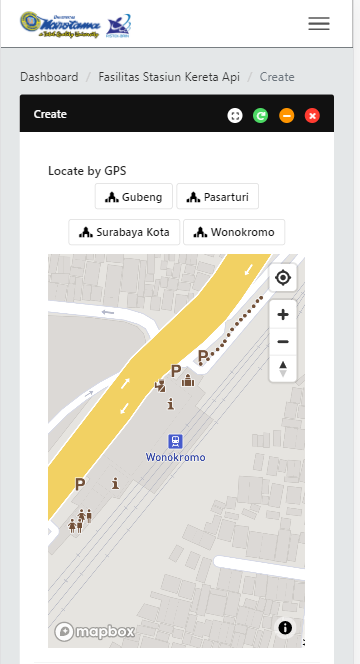 Dashboard / Fasilitas Stasiun Kereta Api / Create
Create
Locate by GPS
Gubeng
Pasarturi
Surabaya Kota
Wonokromo
P
P
i
Wonokromo
P
i
mapbox